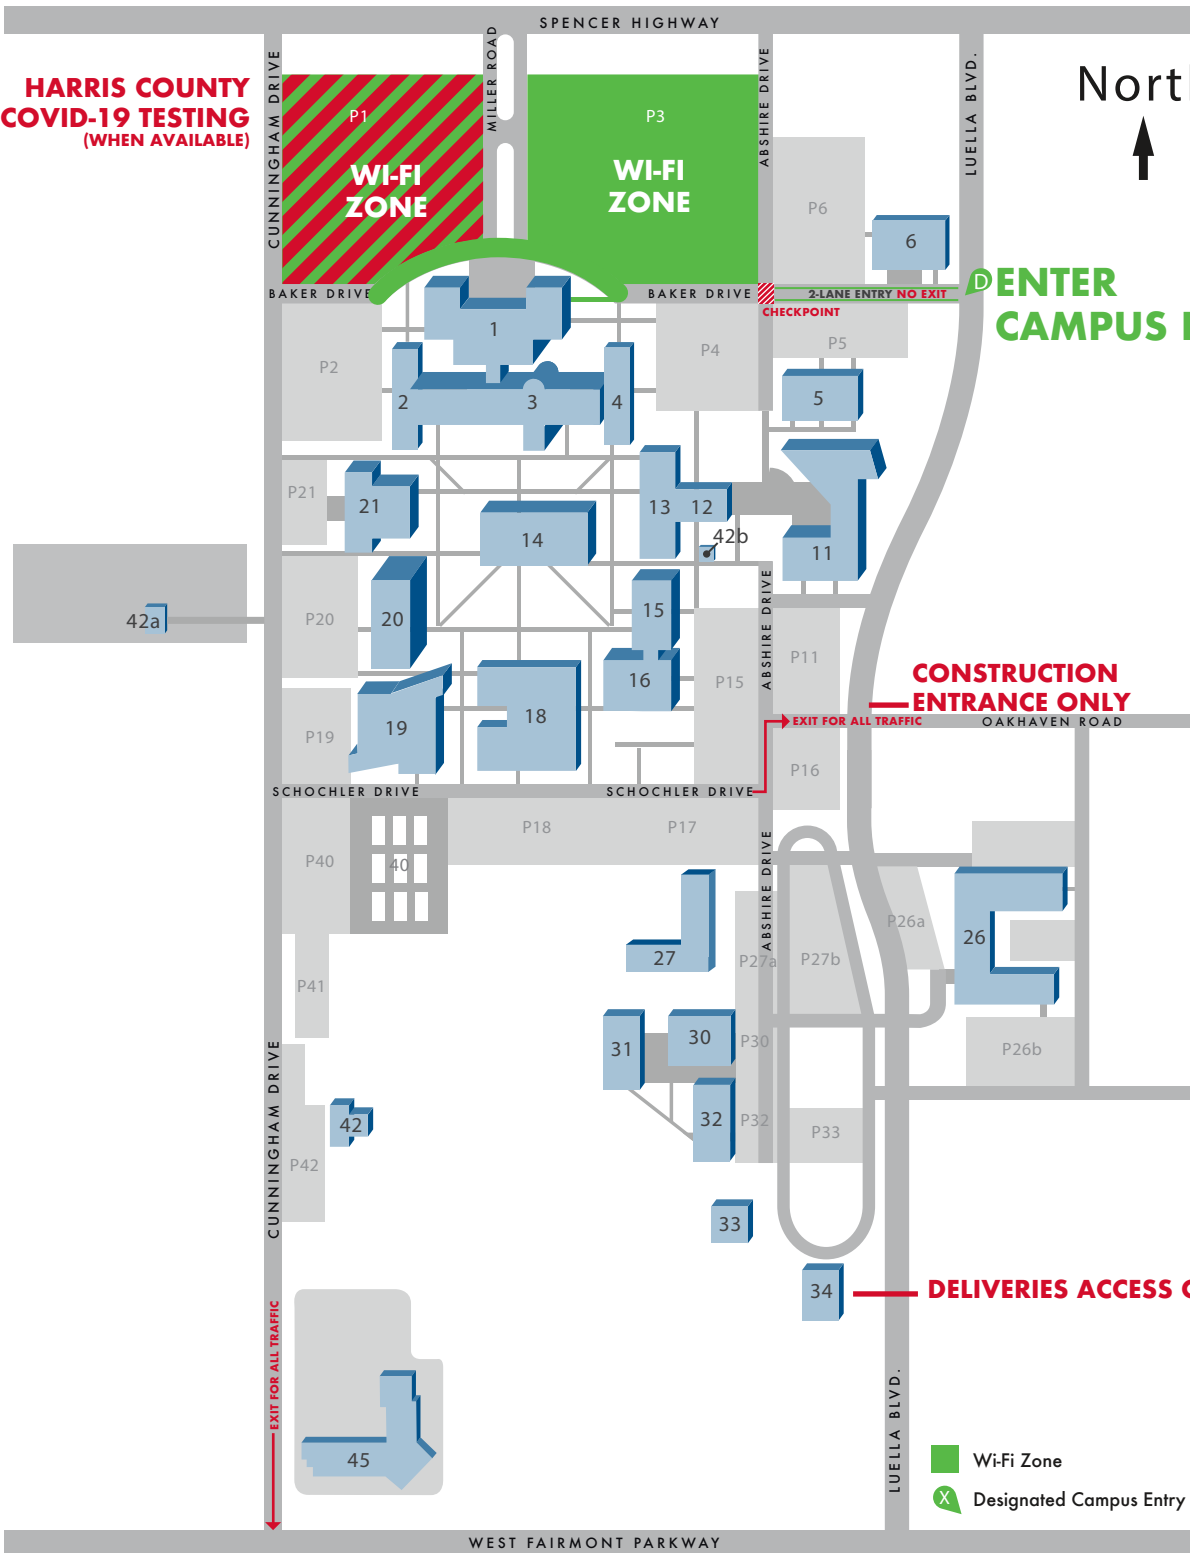 SPENCER HIGHWAY
HARRIS COUNTY
COVID-19 TESTING
(WHEN AVAILABLE)
CUNNINGHAM DRIVE
MILLER ROAD
ABSHIRE DRIVE
LUELLA BLVD.
P1
WI-FI
ZONE
P3
WI-FI
ZONE
P6
6
BAKER DRIVE
BAKER DRIVE
2-LANE ENTRY NO EXIT
D
ENTER
CAMPUS
CHECKPOINT
1
P2
P4
P5
2
3
4
5
P21
21
14
13
12
42b
11
42a
P20
20
15
ABSHIRE DRIVE
P11
16
P15
CONSTRUCTION
ENTRANCE ONLY
P19
19
18
EXIT FOR ALL TRAFFIC
OAKHAVEN ROAD
P16
SCHOCHLER DRIVE
SCHOCHLER DRIVE
P18
P17
P40
40
ABSHIRE DRIVE
P26a
26
27
P27a
P27b
P41
31
30
P30
P26b
CUNNINGHAM DRIVE
42
32
P32
P33
P42
33
34
DELIVERIES ACCESS
EXIT FOR ALL TRAFFIC
LUELLA BLVD.
45
Wi-Fi Zone
X
Designated Campus Entry
WEST FAIRMONT PARKWAY